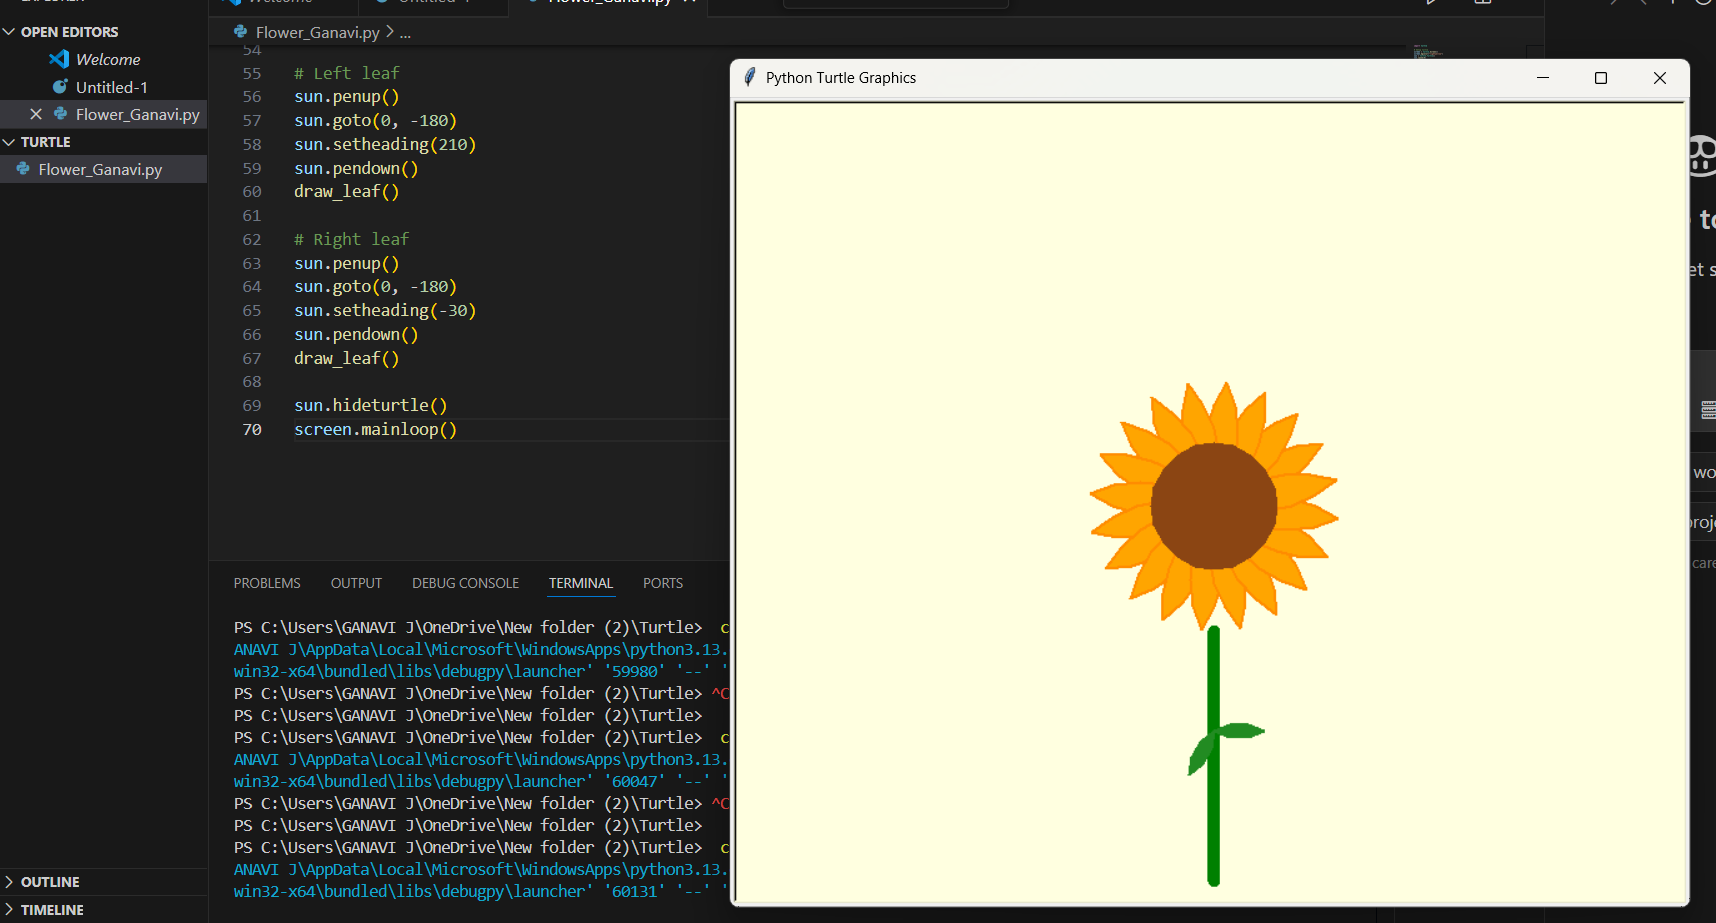 EXPLORER
OPEN EDITORS
Welcome
Untitled-1
Flower_Ganavi.py
TURTLE
Flower_Ganavi.py
OUTLINE
TIMELINE
Welcome
Untitled-1
Flower_Ganavi.py
Flower_Ganavi.py > ...
54
55 # Left leaf
56 sun.penup()
57 sun.goto(0, -180)
58 sun.setheading(210)
59 sun.pendown()
60 draw_leaf()
61
62 # Right leaf
63 sun.penup()
64 sun.goto(0, -180)
65 sun.setheading(-30)
66 sun.pendown()
67 draw_leaf()
68
69 sun.hideturtle()
70 screen.mainloop()
PROBLEMS OUTPUT DEBUG CONSOLE TERMINAL PORTS
PS C:\Users\GANAVI J\OneDrive\New folder (2)\Turtle> c
ANAVI J\AppData\Local\Microsoft\WindowsApps\python3.13.
win32-x64\bundled\libs\debugpy\launcher' '59980' '--' '
PS C:\Users\GANAVI J\OneDrive\New folder (2)\Turtle> ^C
PS C:\Users\GANAVI J\OneDrive\New folder (2)\Turtle>
PS C:\Users\GANAVI J\OneDrive\New folder (2)\Turtle> c
ANAVI J\AppData\Local\Microsoft\WindowsApps\python3.13.
win32-x64\bundled\libs\debugpy\launcher' '60047' '--' '
PS C:\Users\GANAVI J\OneDrive\New folder (2)\Turtle> ^C
PS C:\Users\GANAVI J\OneDrive\New folder (2)\Turtle>
PS C:\Users\GANAVI J\OneDrive\New folder (2)\Turtle> c
ANAVI J\AppData\Local\Microsoft\WindowsApps\python3.13.
win32-x64\bundled\libs\debugpy\launcher' '60131' '--' '
Python Turtle Graphics